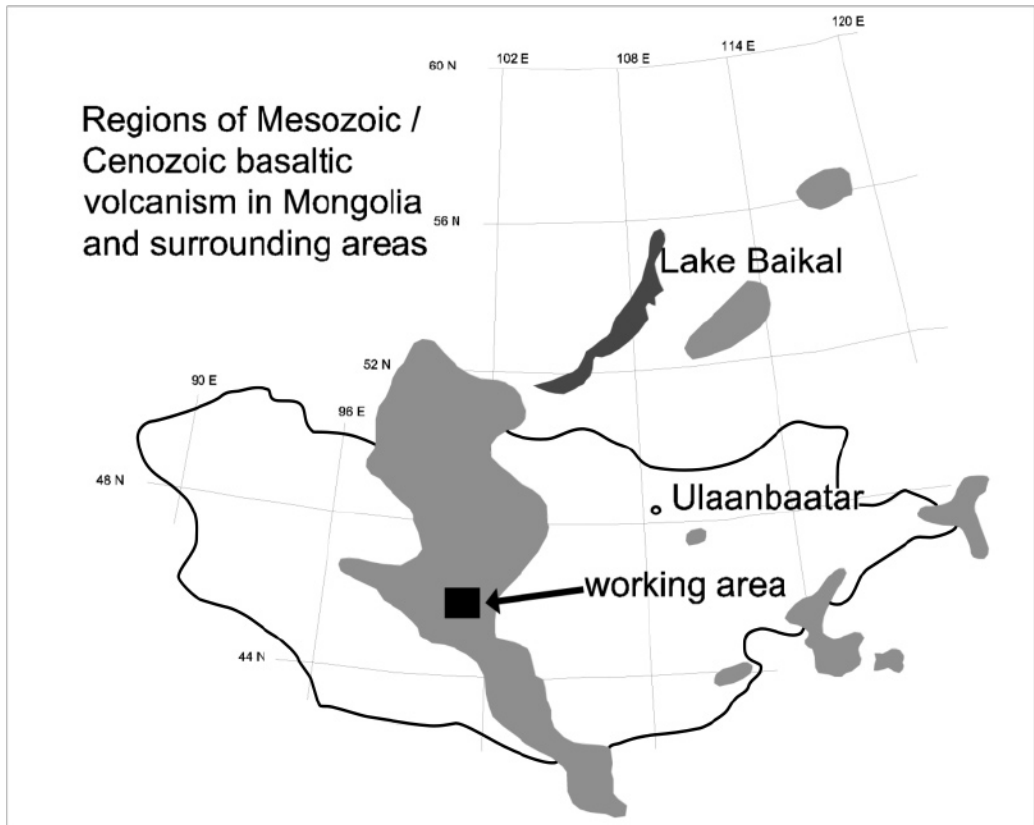 120 E
114 E
108 E
102 E
60 N
Regions of Mesozoic /
Cenozoic basaltic
volcanism in Mongolia
and surrounding areas
56 N
Lake Baikal
52 N
90 E
96 E
48 N
Ulaanbaatar
working area
44 N